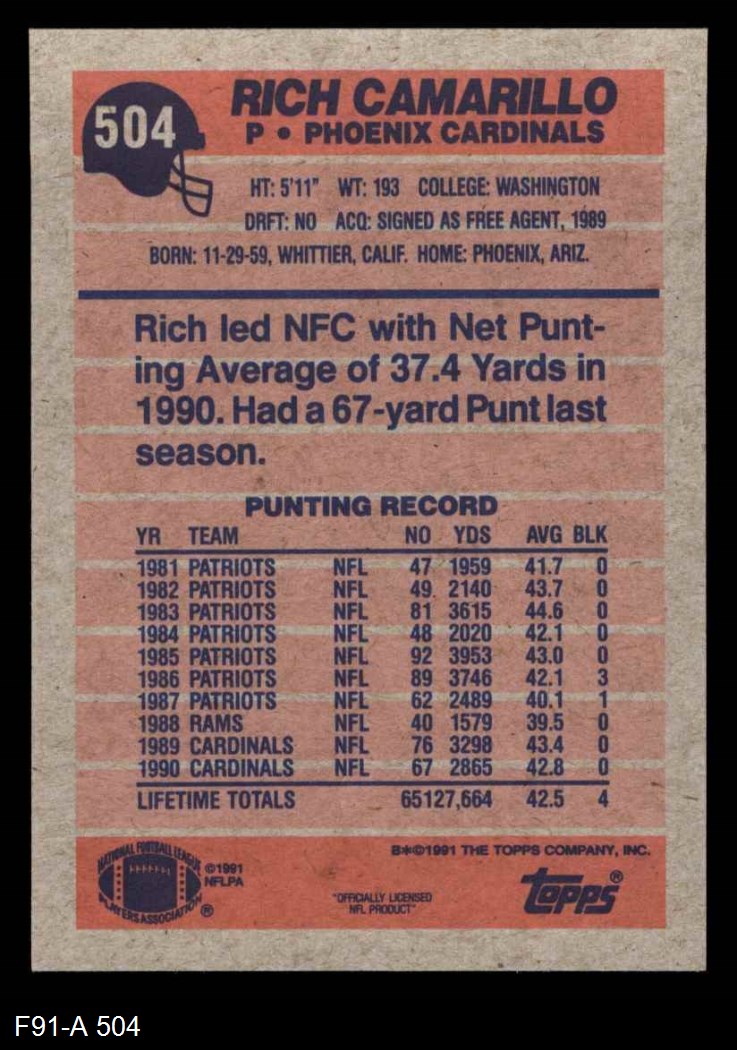 504
RICH CAMARILLO
P • PHOENIX CARDINALS
HT: 5'11" WT: 193 COLLEGE: WASHINGTON
DRFT: NO ACQ: SIGNED AS FREE AGENT, 1989
BORN: 11-29-59, WHITTIER, CALIF. HOME: PHOENIX, ARIZ.
Rich led NFC with Net Punt-
ing Average of 37.4 Yards in
1990. Had a 67-yard Punt last
season.
PUNTING RECORD
YR TEAM NO YDS AVG BLK
1981 PATRIOTS NFL 47 1959 41.7 0
1982 PATRIOTS NFL 49 2140 43.7 0
1983 PATRIOTS NFL 81 3615 44.6 0
1984 PATRIOTS NFL 48 2020 42.1 0
1985 PATRIOTS NFL 92 3953 43.0 0
1986 PATRIOTS NFL 89 3746 42.1 3
1987 PATRIOTS NFL 62 2489 40.1 1
1988 RAMS NFL 40 1579 39.5 0
1989 CARDINALS NFL 76 3298 43.4 0
1990 CARDINALS NFL 67 2865 42.8 0
LIFETIME TOTALS 65127,664 42.5 4
B*©1991 THE TOPPS COMPANY, INC.
NATIONAL FOOTBALL LEAGUE
PLAYERS ASSOCIATION ®
©1991
NFLPA
"OFFICIALLY LICENSED
NFL PRODUCT"
topps®
F91-A 504